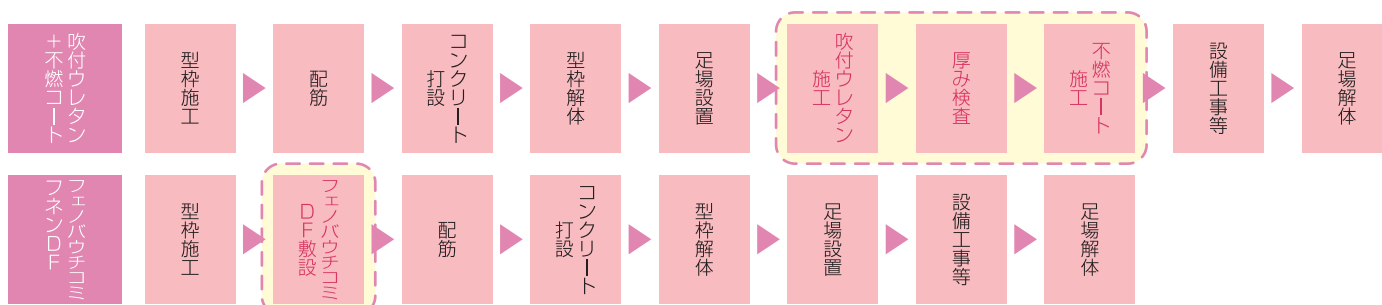 吹付ウレタン
+不燃コート
型枠施工
配筋
コンクリート
打設
型枠解体
足場設置
吹付ウレタン
施工
厚み検査
不燃コート
施工
設備工事等
足場解体
フェノバウチコミ
フネンDF
型枠施工
フェノバウチコミ
DF敷設
配筋
コンクリート
打設
型枠解体
足場設置
設備工事等
足場解体